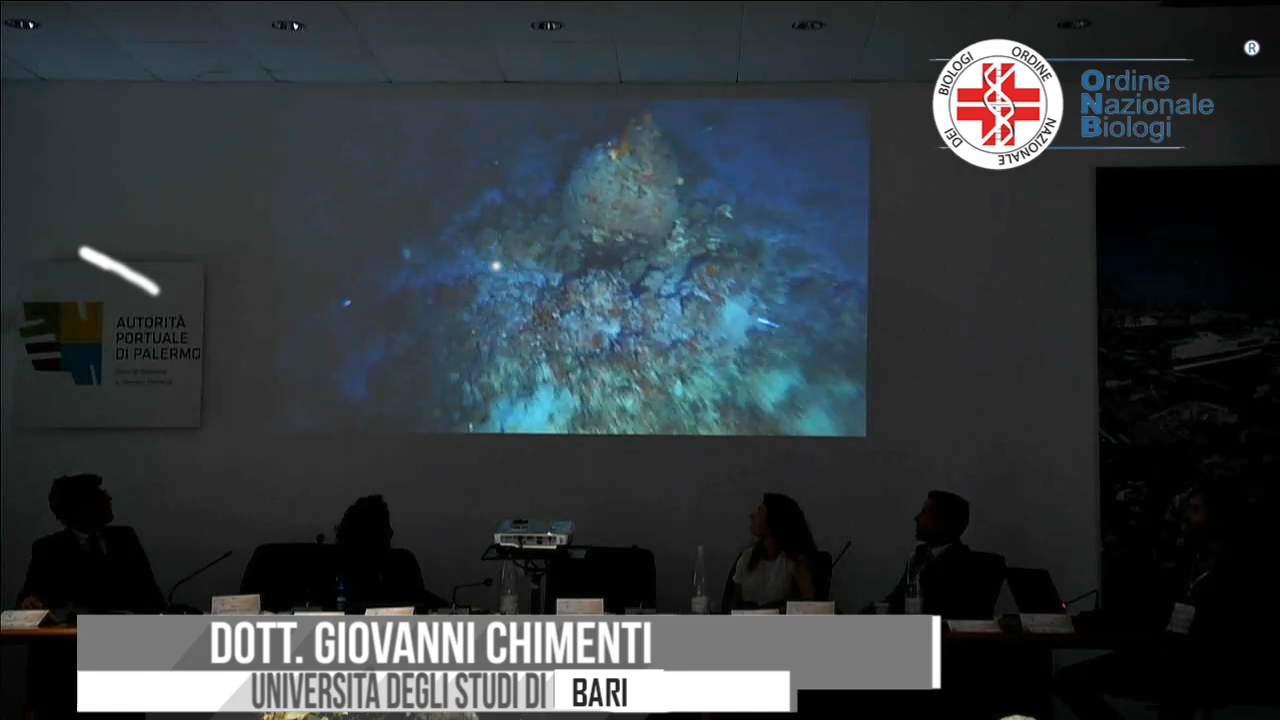 BIOLOGI ORDINE
DEI NAZIONALE
Ordine
Nazionale
Biologi
®
AUTORITÀ
PORTUALE
DI PALERMO
DOTT. GIOVANNI CHIMENTI
UNIVERSITÀ DEGLI STUDI DI BARI